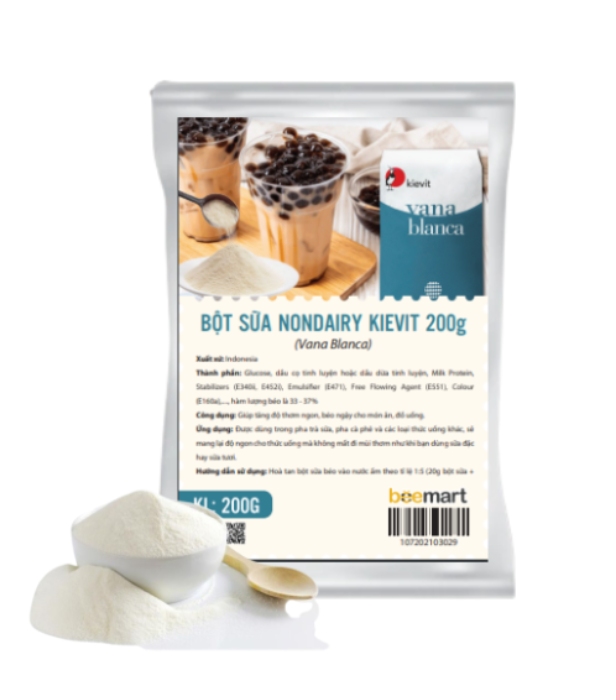 kievit
vana
blanca
BỘT SỮA NONDAIRY KIEVIT 200g
(Vana Blanca)
Xuất xứ: Indonesia
Thành phần: Glucose, dầu cọ tinh luyện hoặc dầu dừa tinh luyện, Milk Protein,
Stabilizers (E340ii, E452i), Emulsifier (E471), Free Flowing Agent (E551), Colour
(E160a),..., hàm lượng béo là 33 - 37%
Công dụng: Giúp tăng độ thơm ngon, béo ngậy cho món ăn, đồ uống.
Ứng dụng: Được dùng trong pha trà sữa, pha cà phê và các loại thức uống khác, sẽ
mang lại độ ngon cho thức uống mà không mất đi mùi thơm như khi bạn dùng sữa đặc
hay sữa tươi.
Hướng dẫn sử dụng: Hoà tan bột sữa béo vào nước ấm theo tỉ lệ 1:5 (20g bột sữa +
KL: 200G
beemart
107202103029